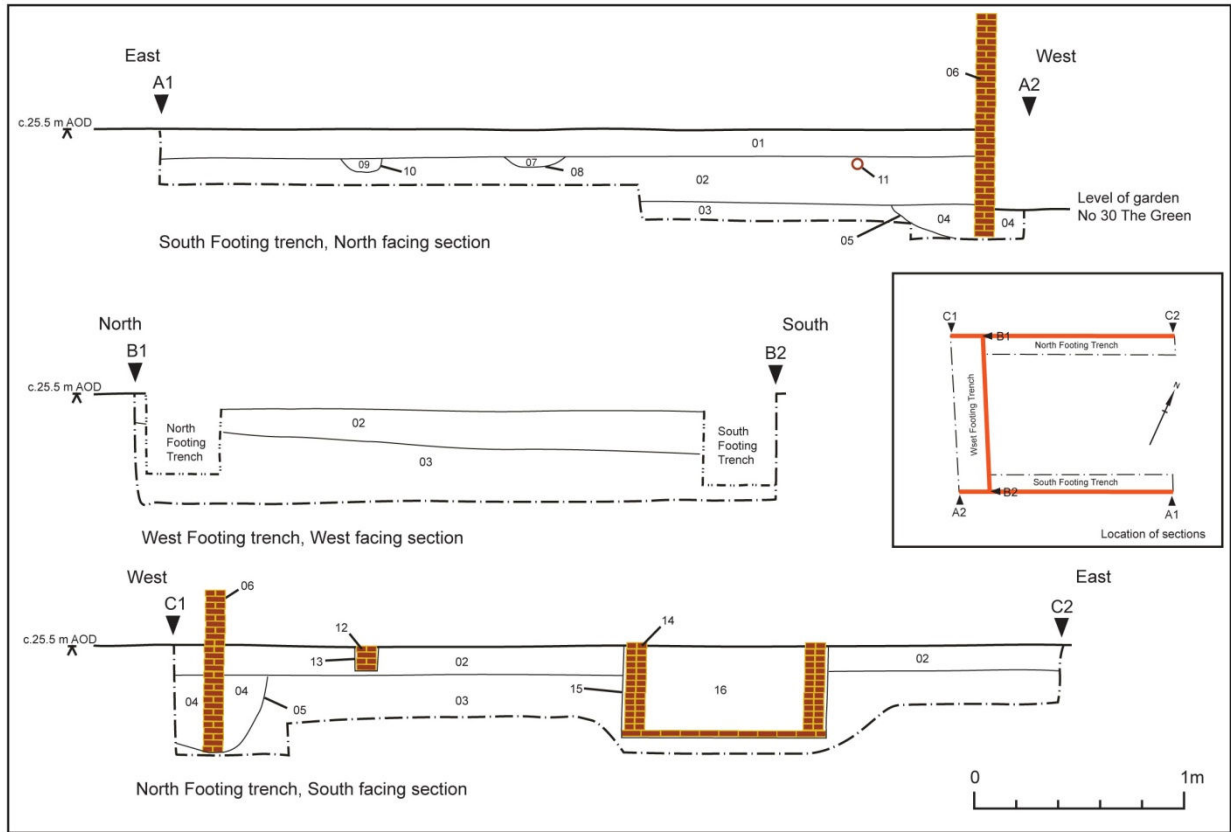 East
West
A1
06
A2
c.25.5 m AOD
01
09
10
07
08
02
11
03
05
04
04
Level of garden
No 30 The Green
South Footing trench, North facing section
North
South
B1
B2
c.25.5 m AOD
North
Footing
Trench
02
03
South
Footing
Trench
West Footing trench, West facing section
C1
C2
B1
North Footing Trench
Wset Footing Trench
N
South Footing Trench
B2
A2
A1
Location of sections
West
East
C1
06
C2
c.25.5 m AOD
12
14
13
02
02
04
04
05
03
15
16
North Footing trench, South facing section
0
1m